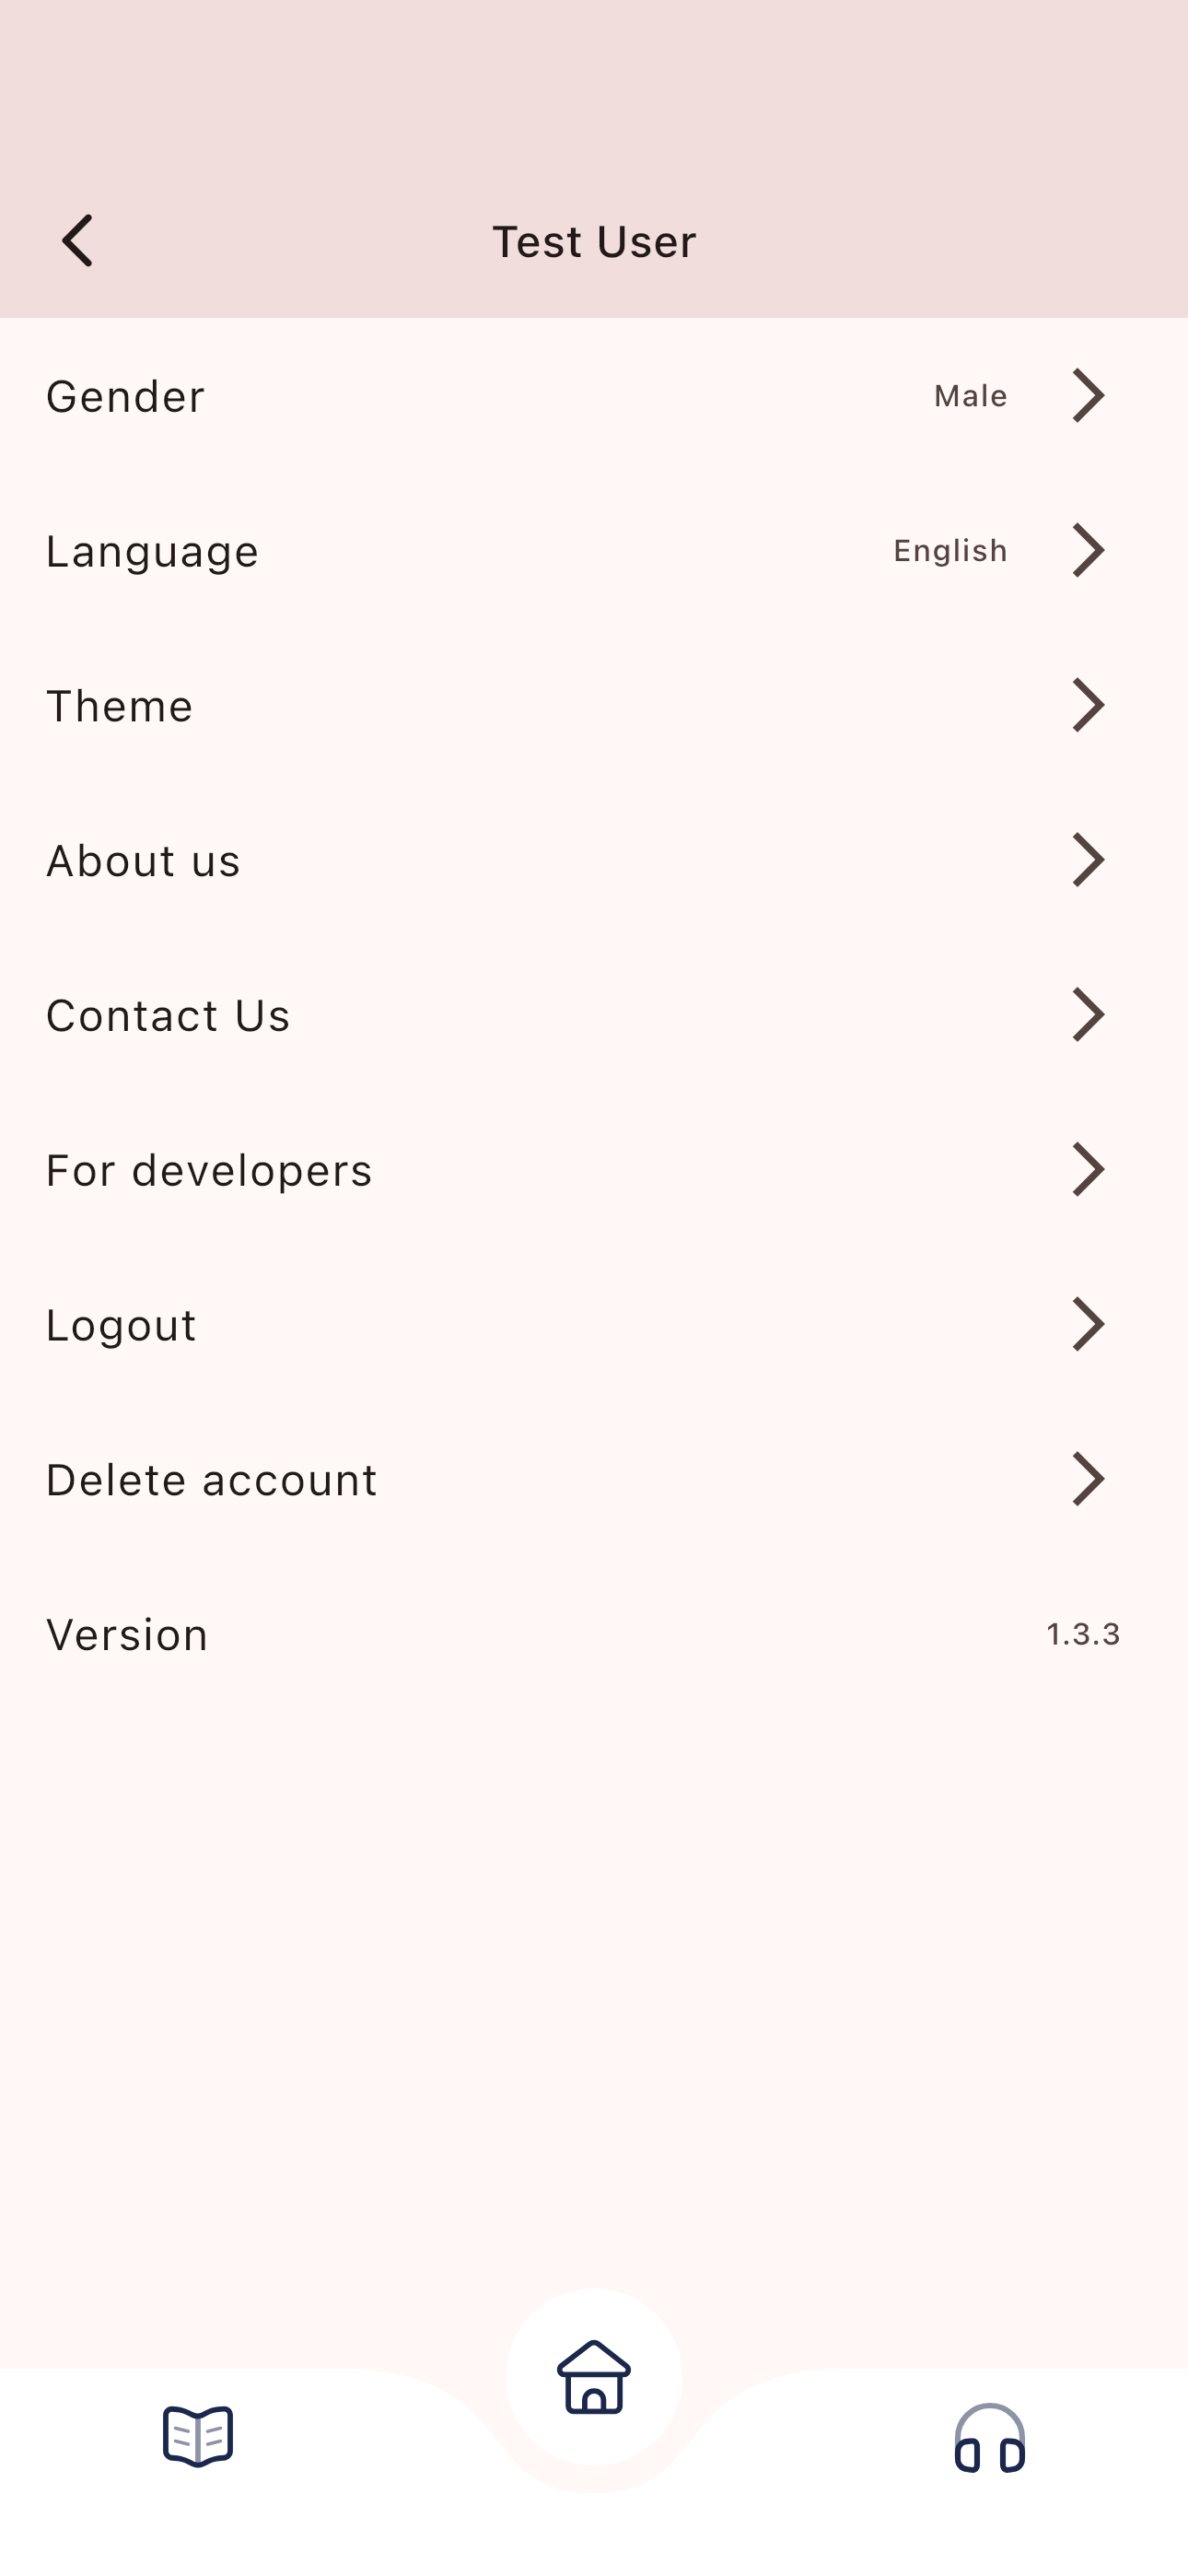 Test User
Gender Male
Language English
Theme
About us
Contact Us
For developers
Logout
Delete account
Version 1.3.3